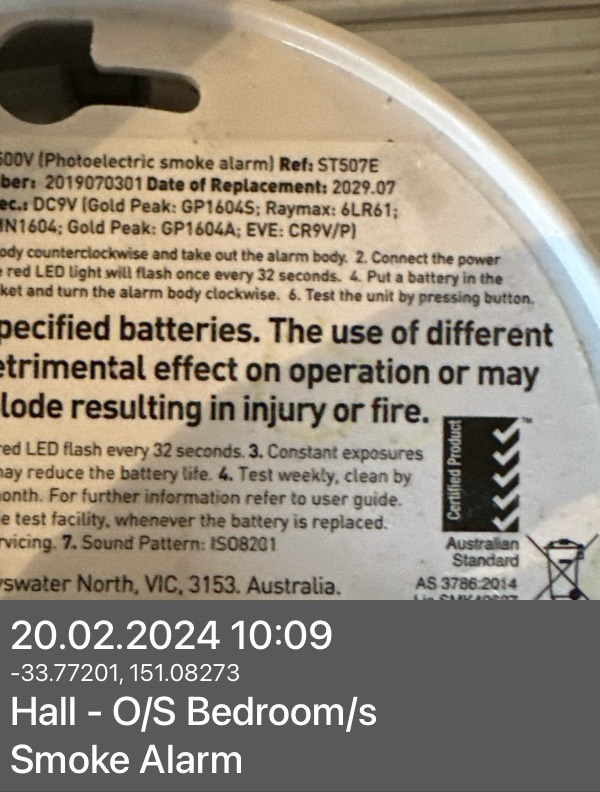 500V (Photoelectric smoke alarm) Ref: ST507E
ber: 2019070301 Date of Replacement: 2029.07
ec.: DC9V (Gold Peak: GP1604S; Raymax: 6LR61;
IN1604; Gold Peak: GP1604A; EVE: CR9V/P)
ody counterclockwise and take out the alarm body. 2. Connect the power
e red LED light will flash once every 32 seconds. 4. Put a battery in the
ket and turn the alarm body clockwise. 6. Test the unit by pressing button.
pecified batteries. The use of different
etrimental effect on operation or may
lode resulting in injury or fire.
red LED flash every 32 seconds. 3. Constant exposures
may reduce the battery life. 4. Test weekly, clean by
onth. For further information refer to user guide.
e test facility, whenever the battery is replaced.
rvicing. 7. Sound Pattern: ISO8201
yswater North, VIC, 3153. Australia.
Certified Product
TM
Australian
Standard
AS 3786:2014
20.02.2024 10:09
-33.77201, 151.08273
Hall - O/S Bedroom/s
Smoke Alarm